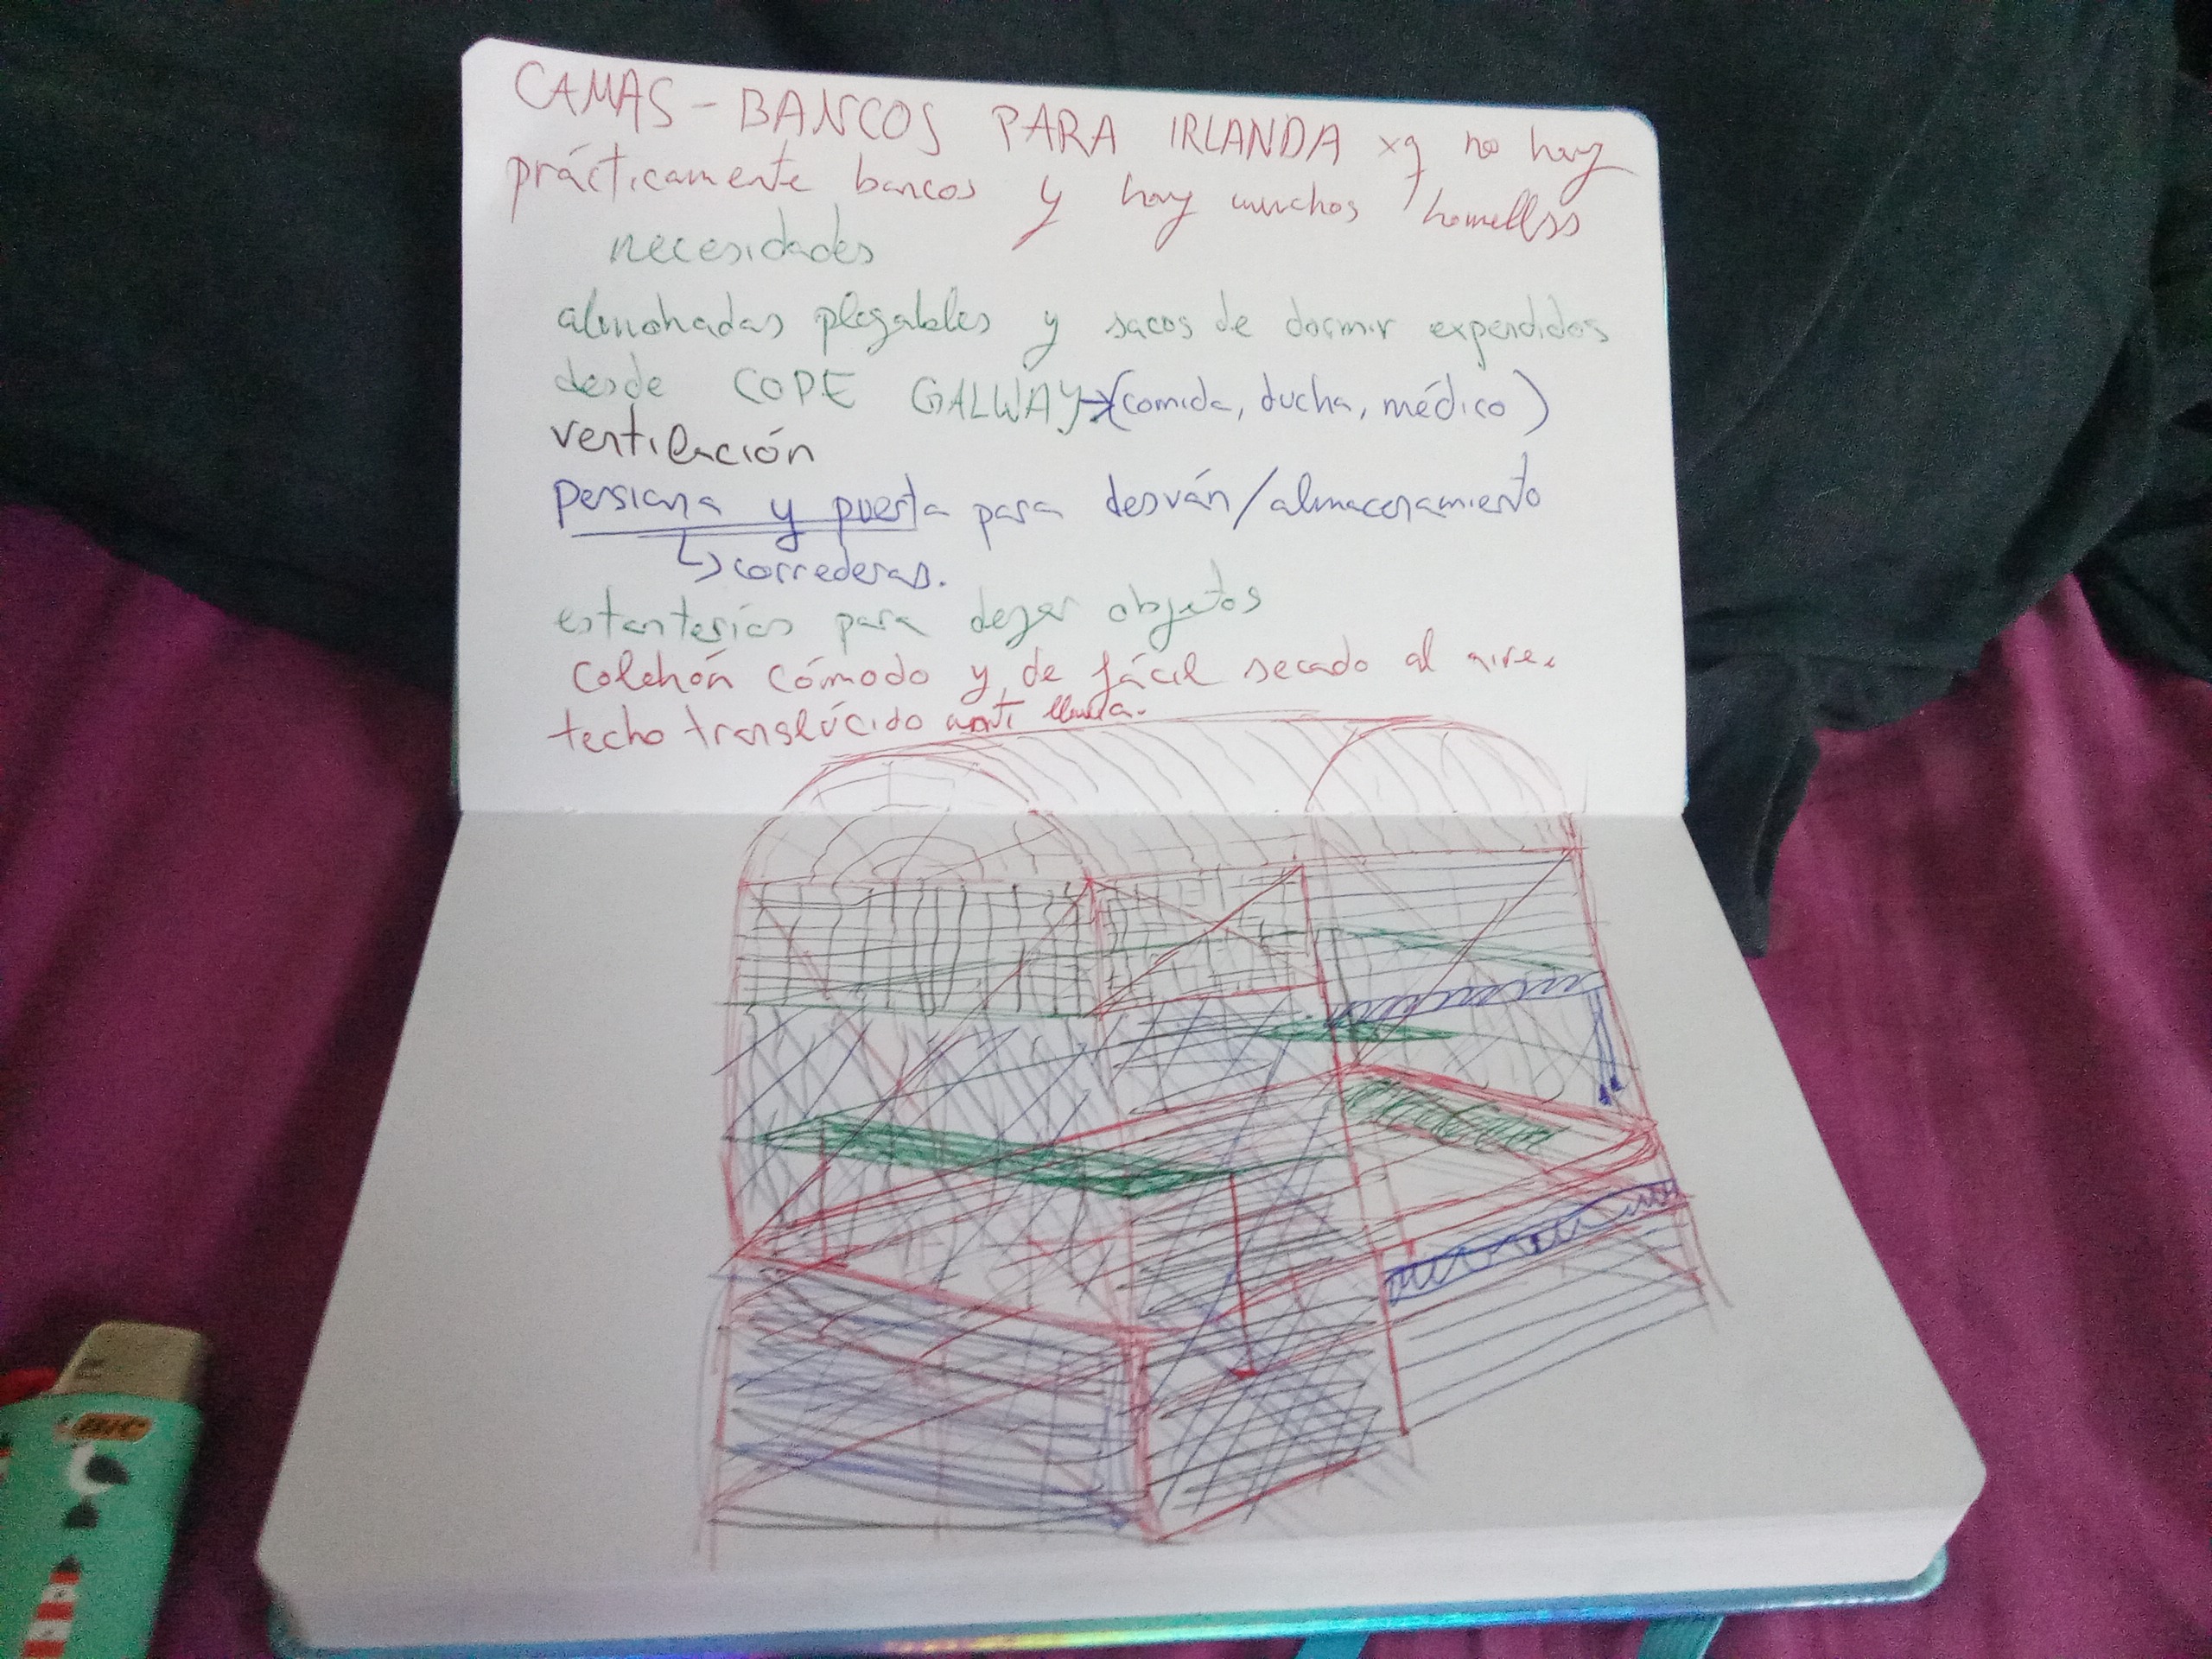 CAMAS-BANCOS PARA IRLANDA xq no hay
prácticamente bancos y hay muchos homellss
necesidades
almohadas plegables y sacos de dormir expendidos
desde COPE GALWAY→(comida, ducha, médico)
ventilación
persiana y puerta para desván/almacenamiento
↳correderas.
estanterías para dejar objetos
colchón cómodo y de fácil secado al aire.
techo translúcido anti lluvia.
BIC